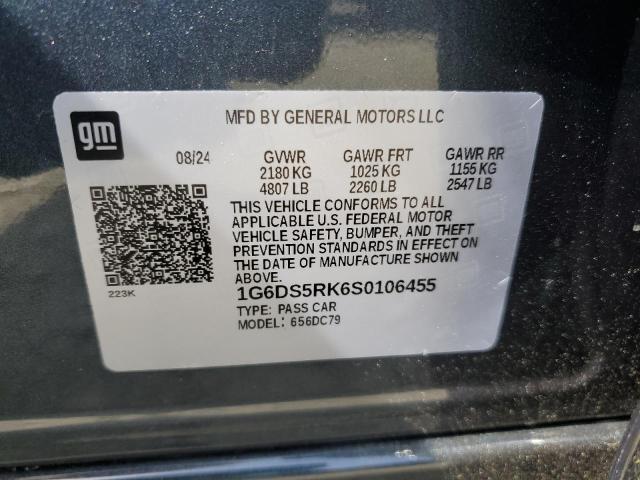 gm
MFD BY GENERAL MOTORS LLC
08/24 GVWR GAWR FRT GAWR RR
2180 KG 1025 KG 1155 KG
4807 LB 2260 LB 2547 LB
THIS VEHICLE CONFORMS TO ALL
APPLICABLE U.S. FEDERAL MOTOR
VEHICLE SAFETY, BUMPER, AND THEFT
PREVENTION STANDARDS IN EFFECT ON
THE DATE OF MANUFACTURE SHOWN
ABOVE.
223K
1G6DS5RK6S0106455
TYPE: PASS CAR
MODEL: 656DC79